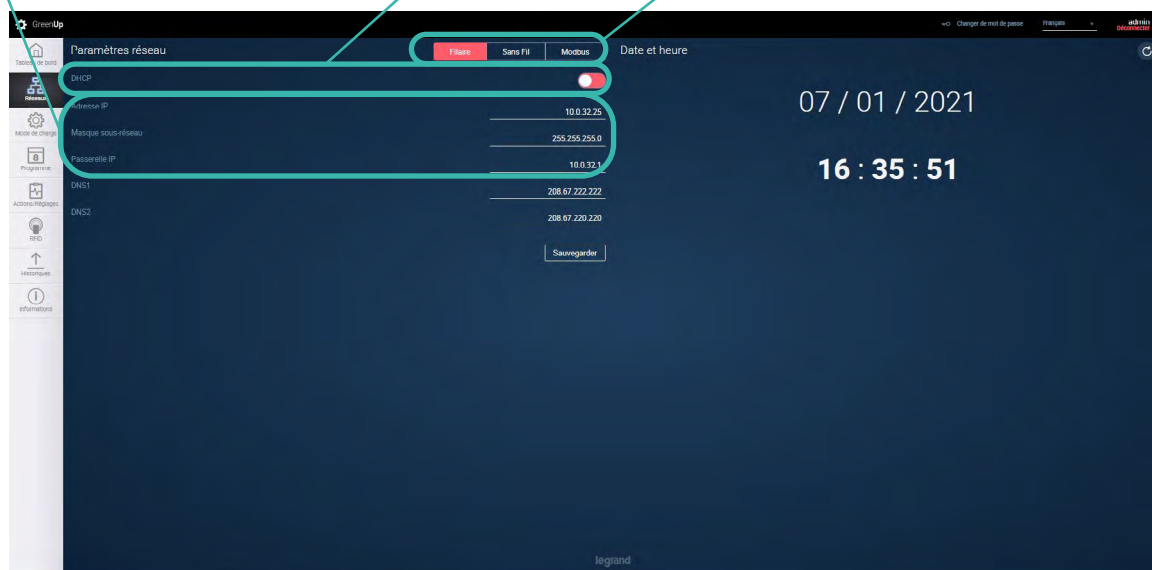 GreenUp
Changer de mot de passe
Français
admin
Déconnecter
Tableau de bord
Réseaux
Mode de charge
8
Programme
Actions/Réglages
RFID
Historiques
Informations
Paramètres réseau
Filaire
Sans Fil
Modbus
DHCP
Adresse IP
10.0.32.25
Masque sous-réseau
255.255.255.0
Passerelle IP
10.0.32.1
DNS1
208.67.222.222
DNS2
208.67.220.220
Sauvegarder
Date et heure
07 / 01 / 2021
16 : 35 : 51
legrand